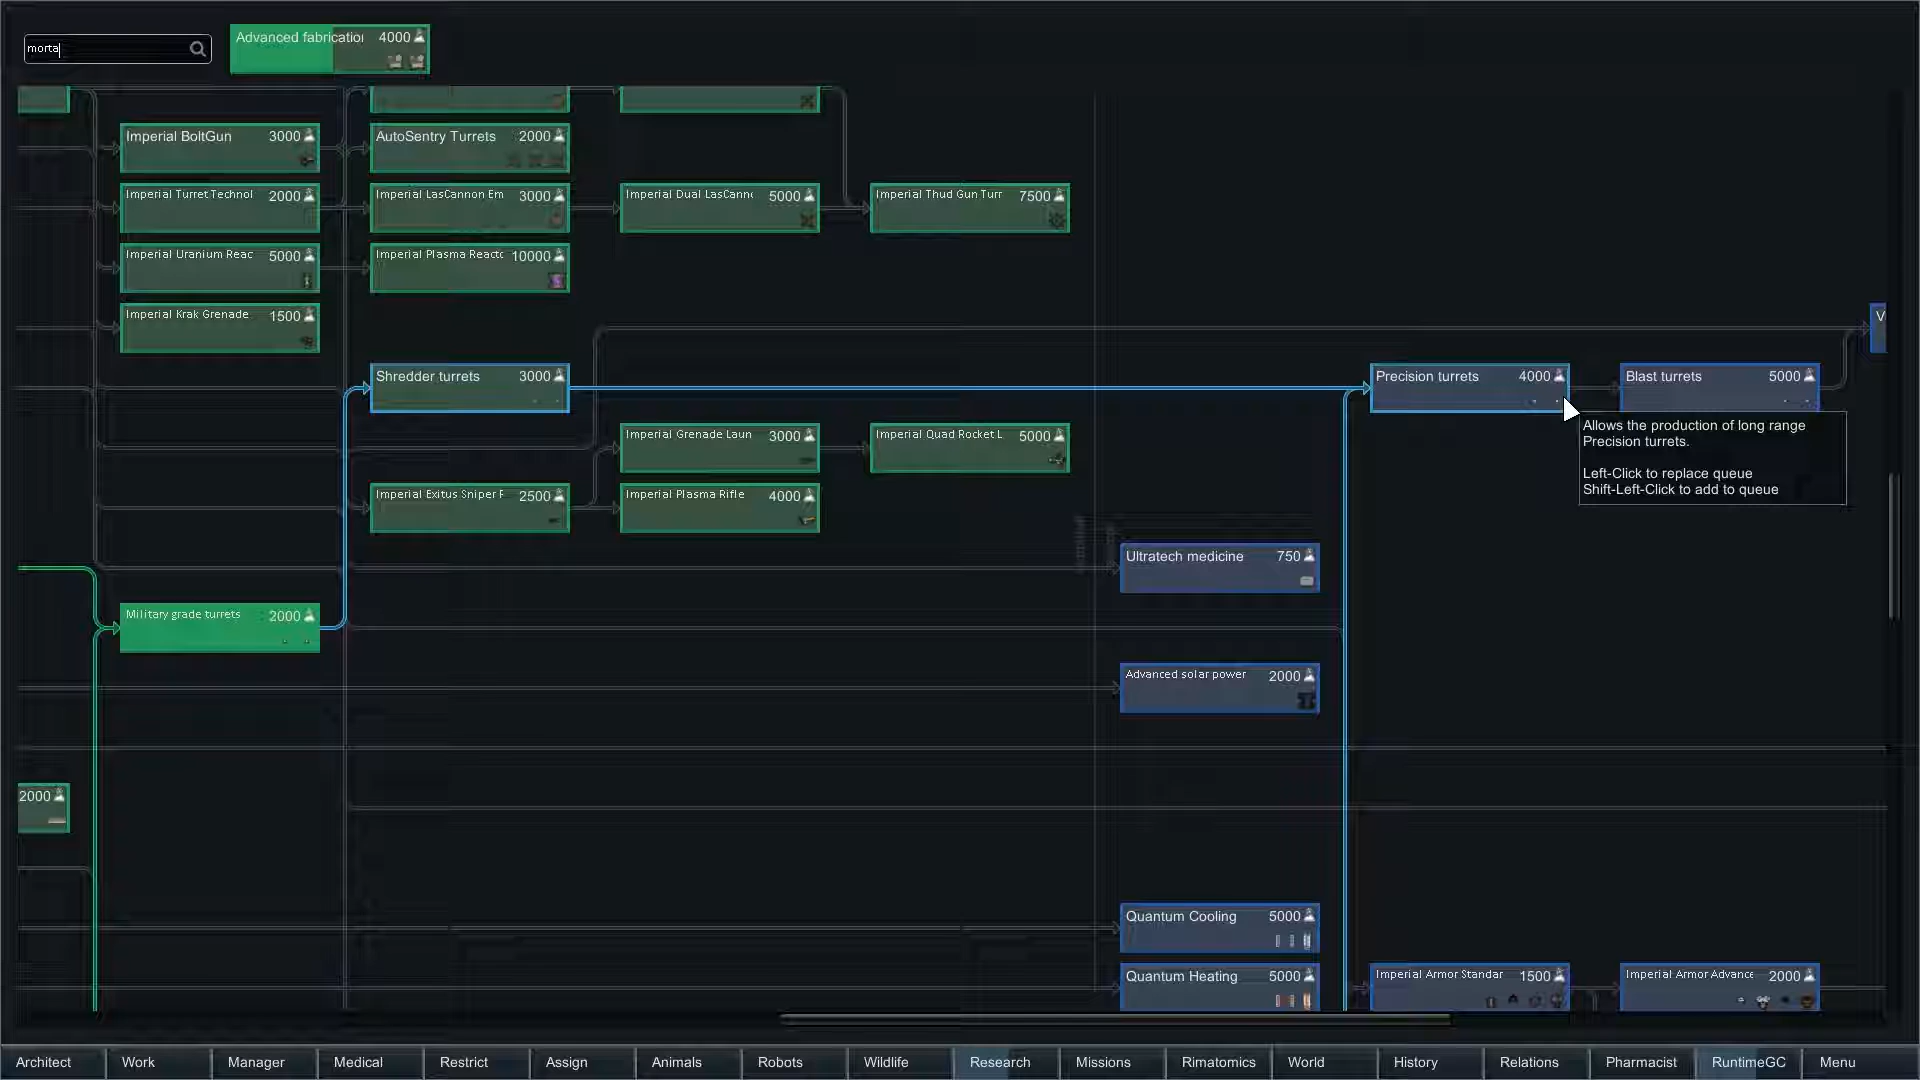 morta
Advanced fabricatio 4000
Imperial BoltGun 3000
AutoSentry Turrets 2000
Imperial Turret Technol 2000
Imperial LasCannon Em 3000
Imperial Dual LasCann 5000
Imperial Thud Gun Turr 7500
Imperial Uranium Reac 5000
Imperial Plasma Reactc 10000
Imperial Krak Grenade 1500
V
Shredder turrets 3000
Precision turrets 4000
Blast turrets 5000
Allows the production of long range
Precision turrets.
Left-Click to replace queue
Shift-Left-Click to add to queue
Imperial Grenade Laun 3000
Imperial Quad Rocket L 5000
Imperial Exitus Sniper F 2500
Imperial Plasma Rifle 4000
Ultratech medicine 750
Military grade turrets 2000
Advanced solar power 2000
2000
Quantum Cooling 5000
Quantum Heating 5000
Imperial Armor Standar 1500
Imperial Armor Advance 2000
Architect Work Manager Medical Restrict Assign Animals Robots Wildlife Research Missions Rimatomics World History Relations Pharmacist RuntimeGC Menu